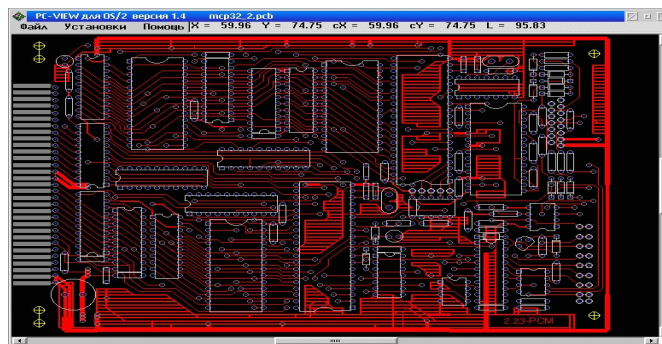 PC-VIEW для OS/2 версия 1.4 mcp32_2.pcb
Файл Установки Помощь X = 59.96 Y = 74.75 cX = 59.96 cY = 74.75 L = 95.83
2.23-PCM